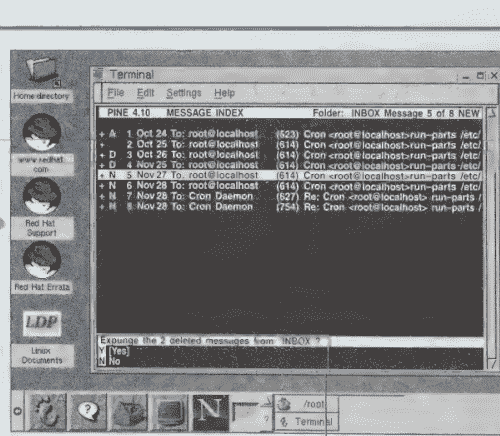 Terminal
File Edit Settings Help
PINE 4.10 MESSAGE INDEX Folder: INBOX Message 5 of 8 NEW
+ A 1 Oct 24 To: root@localhost (523) Cron <root@localhost> run-parts /etc/
2 Oct 25 To: root@localhost (614) Cron <root@localhost> run-parts /etc/
+ D 3 Oct 26 To: root@localhost (614) Cron <root@localhost> run-parts /etc/
+ D 4 Nov 25 To: root@localhost (614) Cron <root@localhost> run-parts /etc/
+ N 5 Nov 27 To: root@localhost (614) Cron <root@localhost> run-parts /etc/
+ N 6 Nov 28 To: root@localhost (614) Cron <root@localhost> run-parts /etc/
+ N 7 Nov 28 To: Cron Daemon (627) Re: Cron <root@localhost> run-parts /
+ N 8 Nov 28 To: Cron Daemon (754) Re: Cron <root@localhost> run-parts /
Expunge the 2 deleted messages from INBOX ?
Y [Yes]
N No
Home directory
www.redhat
com
Red Hat
Support
Red Hat Errata
LDP
Linux
Documents
N
/root
Terminal